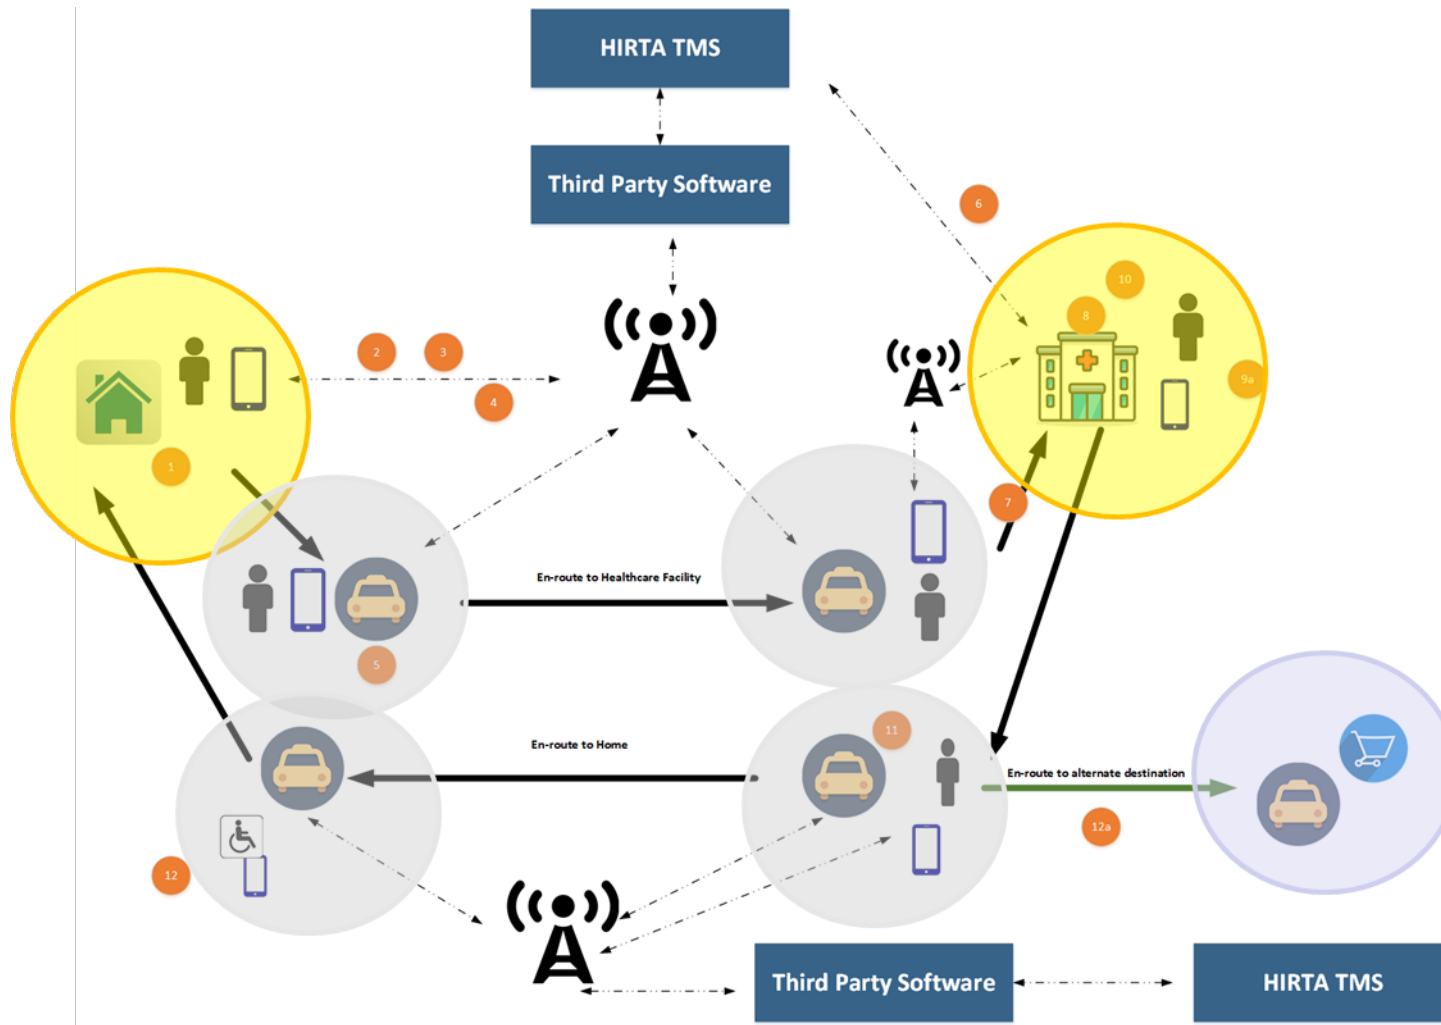 HIRTA TMS
Third Party Software
6
10
8
2
3
9a
4
1
7
En-route to Healthcare Facility
5
11
En-route to Home
En-route to alternate destination
12a
12
Third Party Software
HIRTA TMS